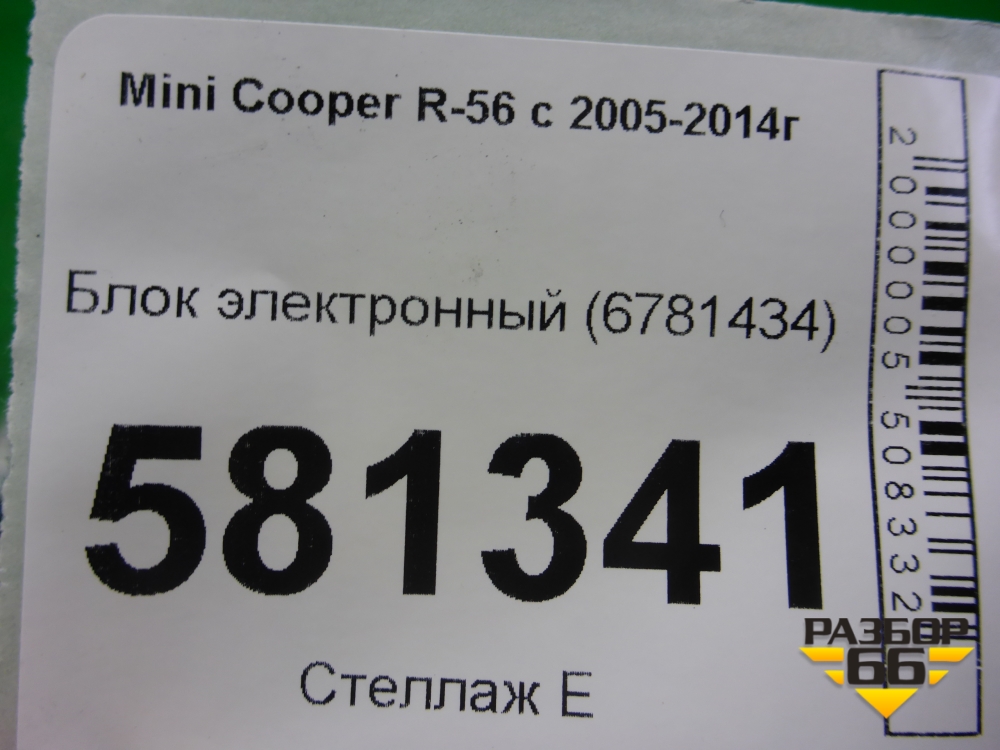 Mini Cooper R-56 с 2005-2014г
Блок электронный (6781434)
581341
Стеллаж Е
2000005508332
РАЗБОР
66